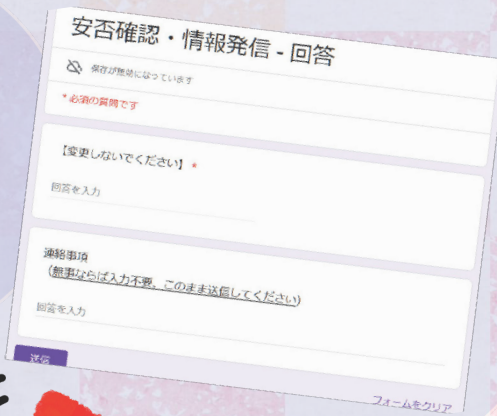 安否確認・情報発信 - 回答
保存が無効になっています
* 必須の質問です
【変更しないでください】 *
回答を入力
連絡事項
（無事ならば入力不要。このまま送信してください）
回答を入力
送信
フォームをクリア